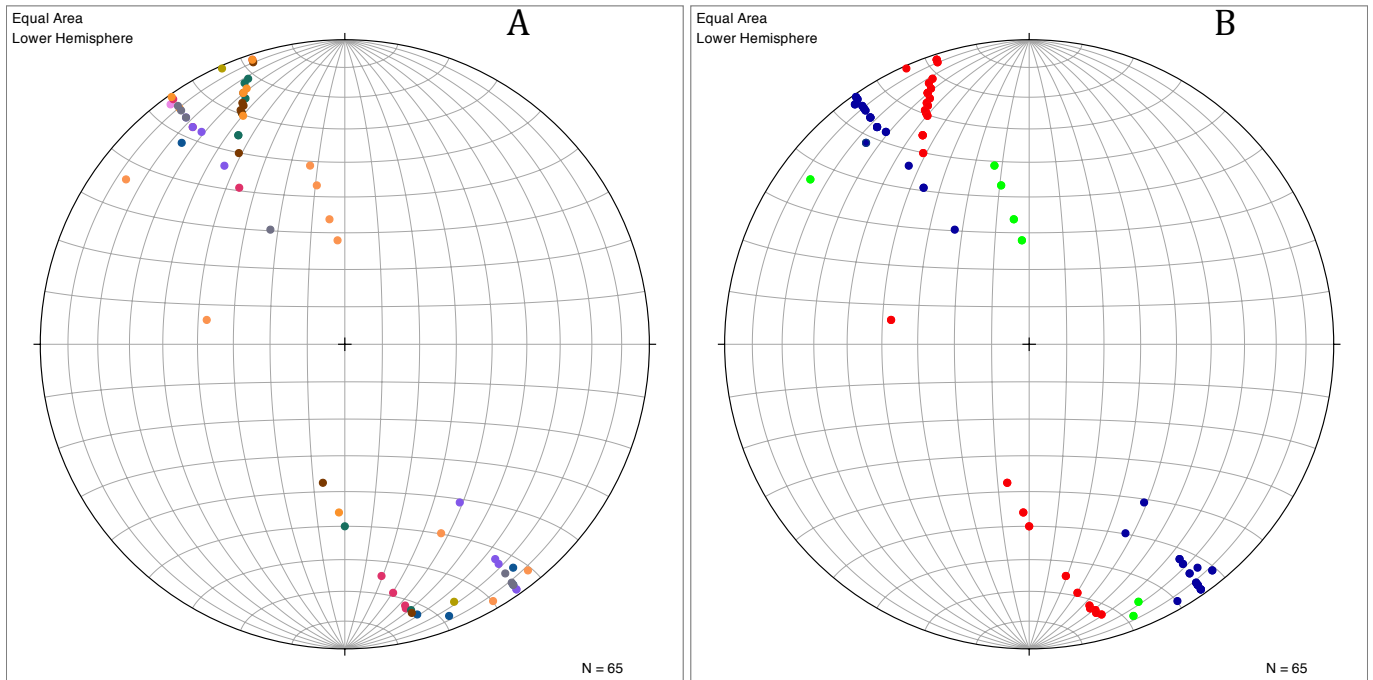 Equal Area
Lower Hemisphere
A
N = 65
Equal Area
Lower Hemisphere
B
N = 65